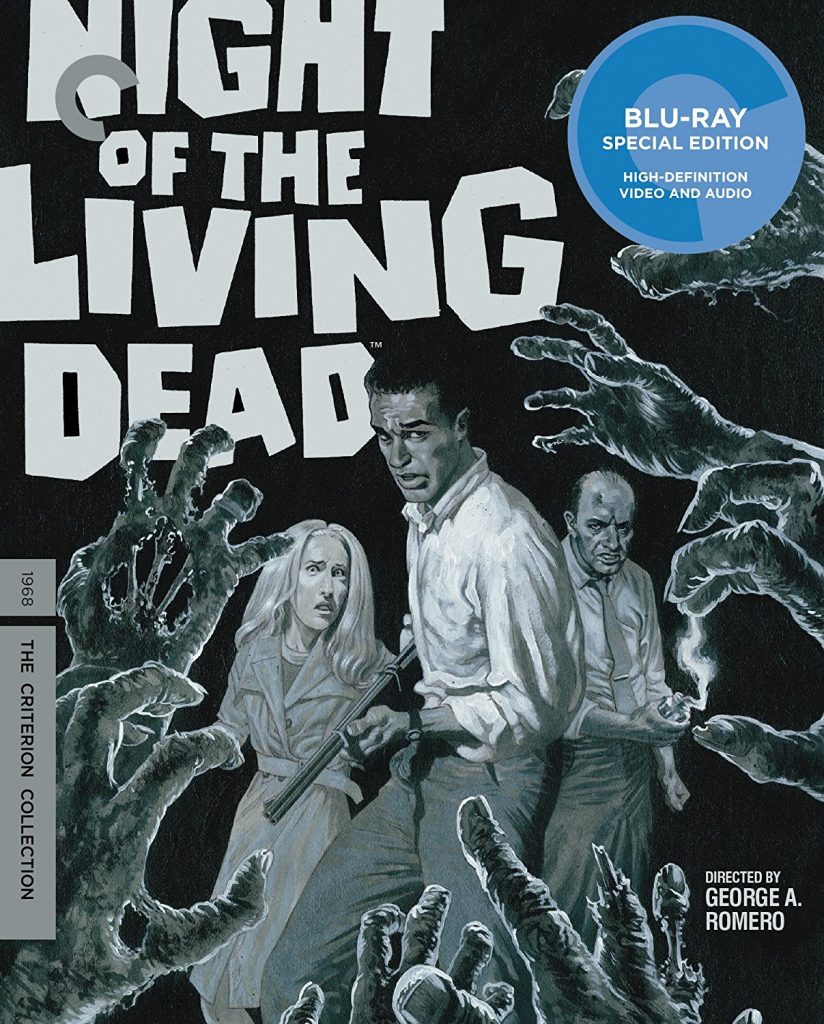 NIGHT
OF THE
LIVING
DEAD™
BLU-RAY
SPECIAL EDITION
HIGH-DEFINITION
VIDEO AND AUDIO
1968
THE CRITERION COLLECTION
DIRECTED BY
GEORGE A.
ROMERO